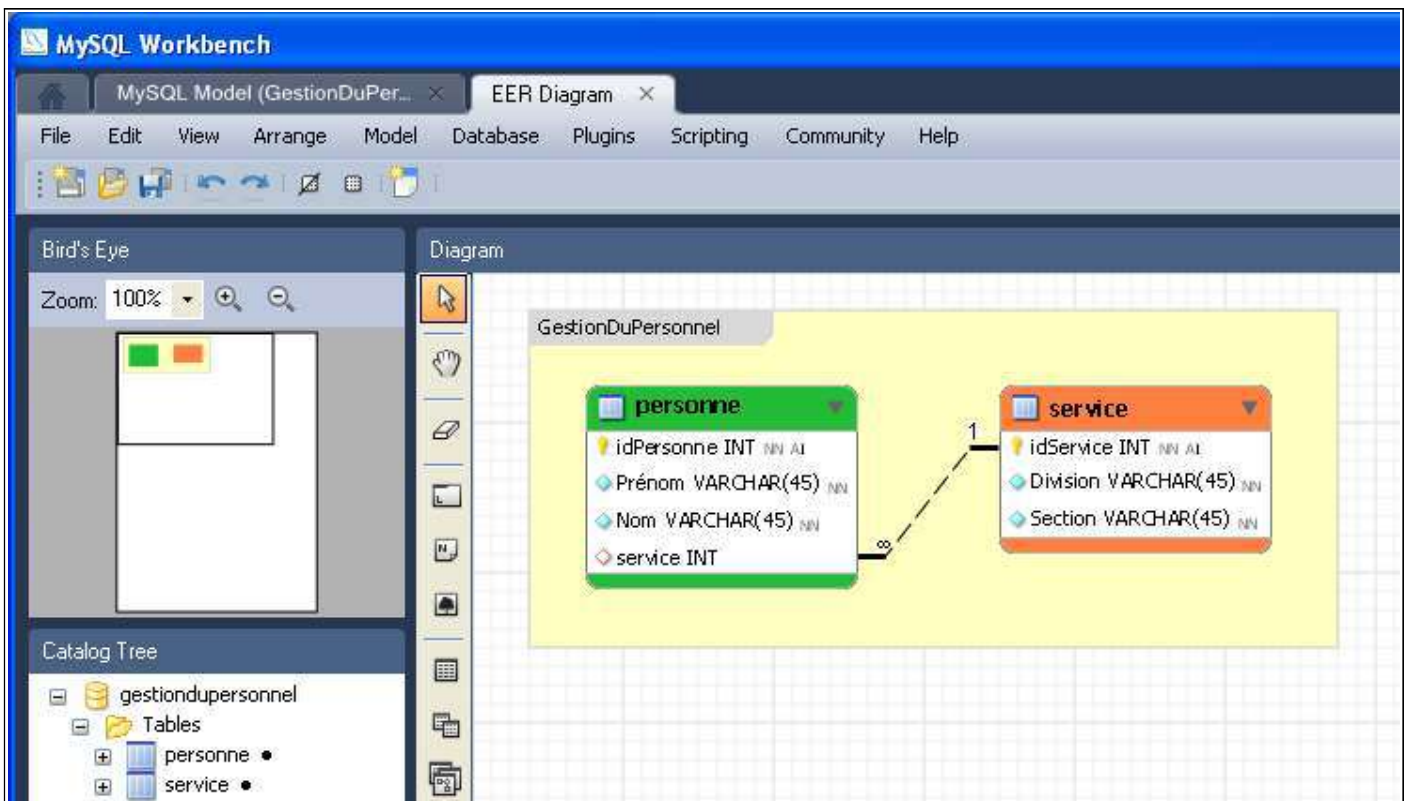 MySQL Workbench
MySQL Model (GestionDuPer... × EER Diagram ×
File Edit View Arrange Model Database Plugins Scripting Community Help
Bird's Eye
Zoom: 100%
Diagram
GestionDuPersonnel
personne
idPersonne INT NN AI
Prénom VARCHAR(45) NN
Nom VARCHAR(45) NN
service INT
∞
1
service
idService INT NN AI
Division VARCHAR(45) NN
Section VARCHAR(45) NN
Catalog Tree
gestiondupersonnel
Tables
personne ●
service ●